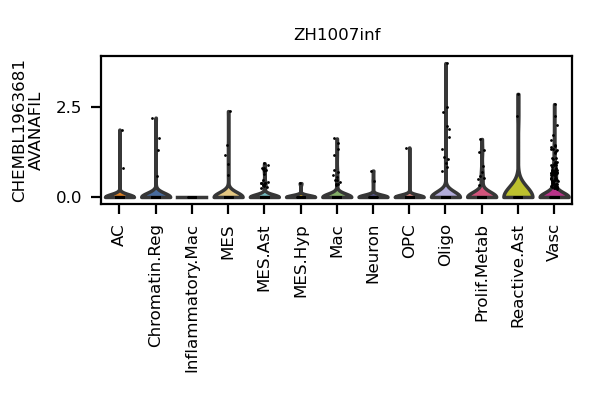 ZH1007inf
CHEMBL1963681
AVANAFIL
2.5
0.0
AC
Chromatin.Reg
Inflammatory.Mac
MES
MES.Ast
MES.Hyp
Mac
Neuron
OPC
Oligo
Prolif.Metab
Reactive.Ast
Vasc